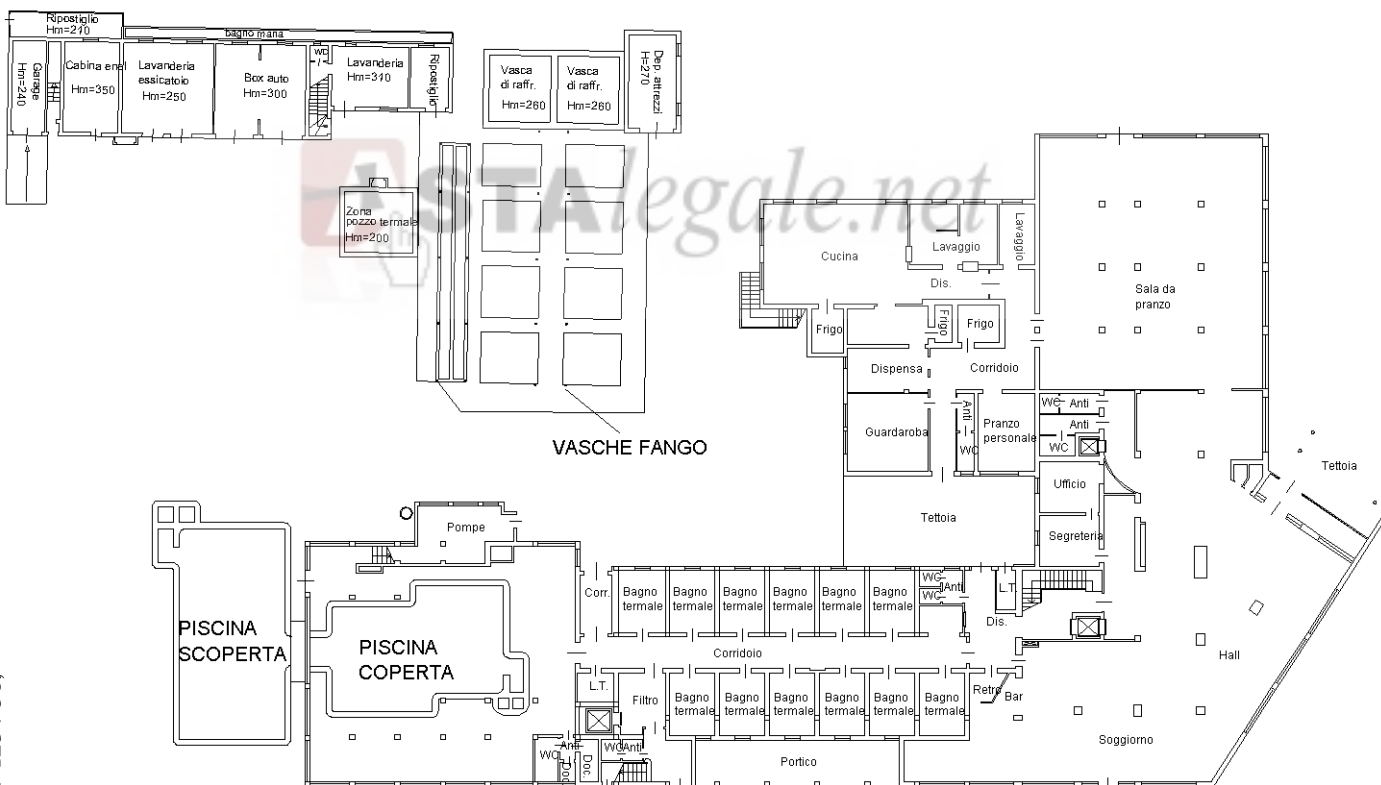 Ripostiglio
Hm=210
bagno maria
Garage
Hm=240
Cabina enel
Hm=350
Lavanderia
essicatoio
Hm=250
Box auto
Hm=300
WC
Lavanderia
Hm=310
Ripostiglio
Vasca
di raffr.
Hm=260
Vasca
di raffr.
Hm=260
Dep. attrezzi
H=270
ASTAlegale.net
Zona
pozzo termale
Hm=200
VASCHE FANGO
Cucina
Lavaggio
Lavaggio
Dis.
Frigo
Frigo
Frigo
Sala da
pranzo
Dispensa
Corridoio
Guardaroba
Anti
WC
Pranzo
personale
WC
Anti
Anti
WC
Ufficio
Segreteria
Tettoia
Tettoia
Pompe
PISCINA
SCOPERTA
PISCINA
COPERTA
Corr.
Bagno
termale
Bagno
termale
Bagno
termale
Bagno
termale
Bagno
termale
Bagno
termale
WC
WC
Anti
L.T.
Dis.
Corridoio
Hall
L.T.
Filtro
Bagno
termale
Bagno
termale
Bagno
termale
Bagno
termale
Bagno
termale
Bagno
termale
Retro
Bar
Soggiorno
WC
Anti
Doc.
Doc.
WC
Anti
Portico